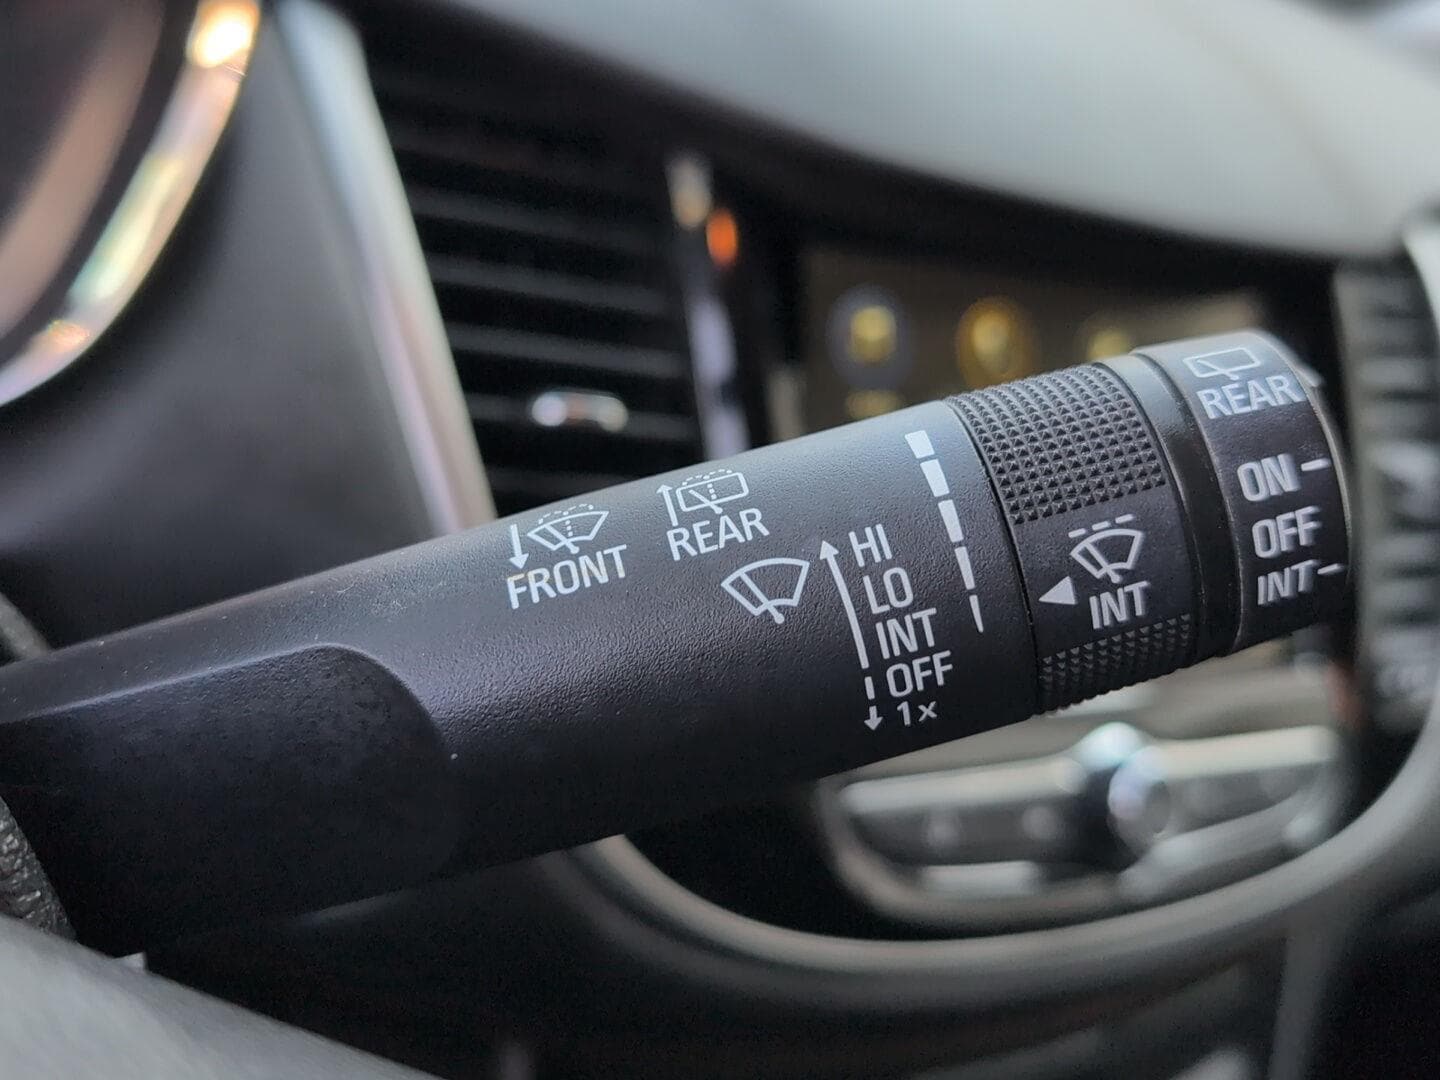 FRONT
REAR
HI
LO
INT
OFF
1x
INT
REAR
ON
OFF
INT